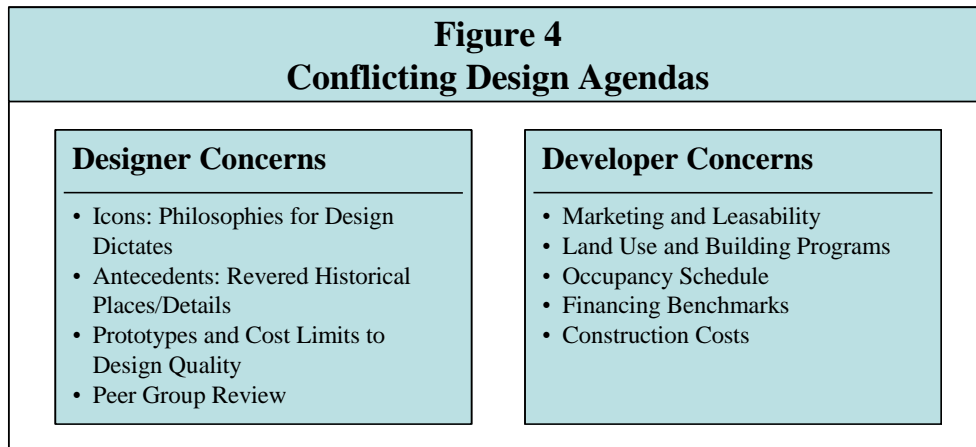 Figure 4
Conflicting Design Agendas
Designer Concerns
• Icons: Philosophies for Design
Dictates
• Antecedents: Revered Historical
Places/Details
• Prototypes and Cost Limits to
Design Quality
• Peer Group Review
Developer Concerns
• Marketing and Leasability
• Land Use and Building Programs
• Occupancy Schedule
• Financing Benchmarks
• Construction Costs